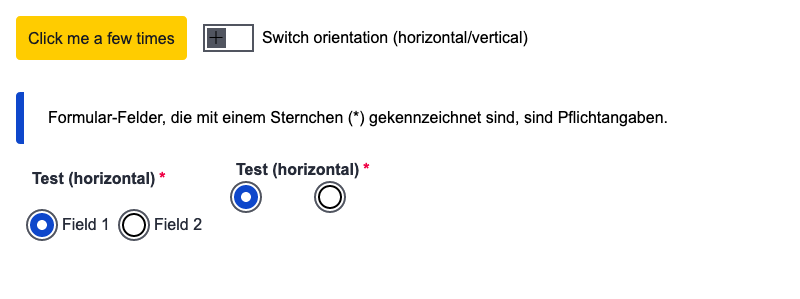 Click me a few times
Switch orientation (horizontal/vertical)
Formular-Felder, die mit einem Sternchen (*) gekennzeichnet sind, sind Pflichtangaben.
Test (horizontal) *
Field 1
Field 2
Test (horizontal) *